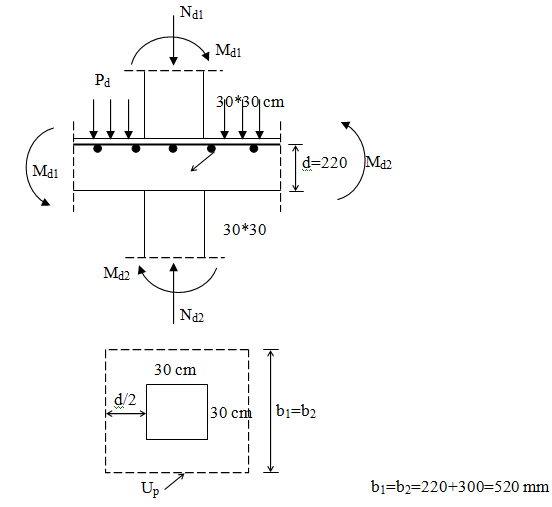 Nd1
Md1
Pd
30*30 cm
Md1
d=220
Md2
30*30
Md2
Nd2
30 cm
d/2
30 cm
b1=b2
Up
b1=b2=220+300=520 mm